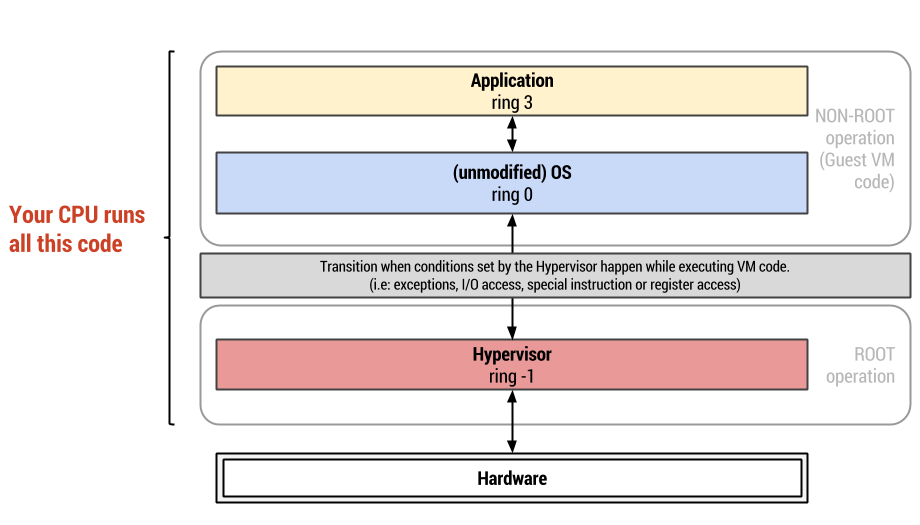 Application
ring 3
NON-ROOT
operation
(Guest VM
code)
(unmodified) OS
ring 0
Your CPU runs
all this code
Transition when conditions set by the Hypervisor happen while executing VM code.
(i.e: exceptions, I/O access, special instruction or register access)
Hypervisor
ring -1
ROOT
operation
Hardware